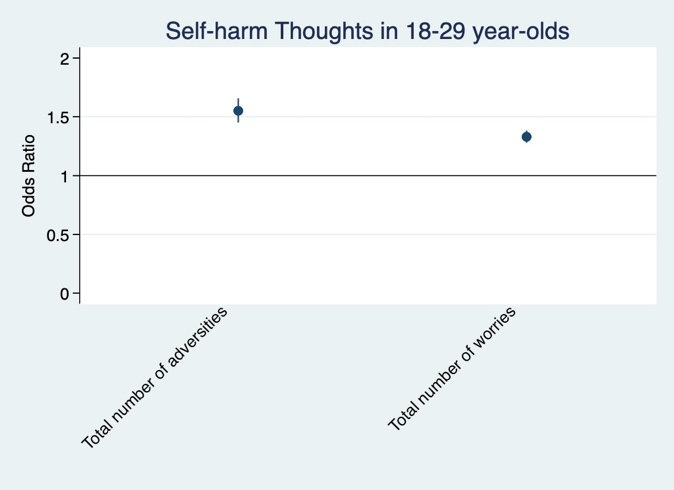 Self-harm Thoughts in 18-29 year-olds
Odds Ratio
2
1.5
1
0.5
0
Total number of adversities
Total number of worries